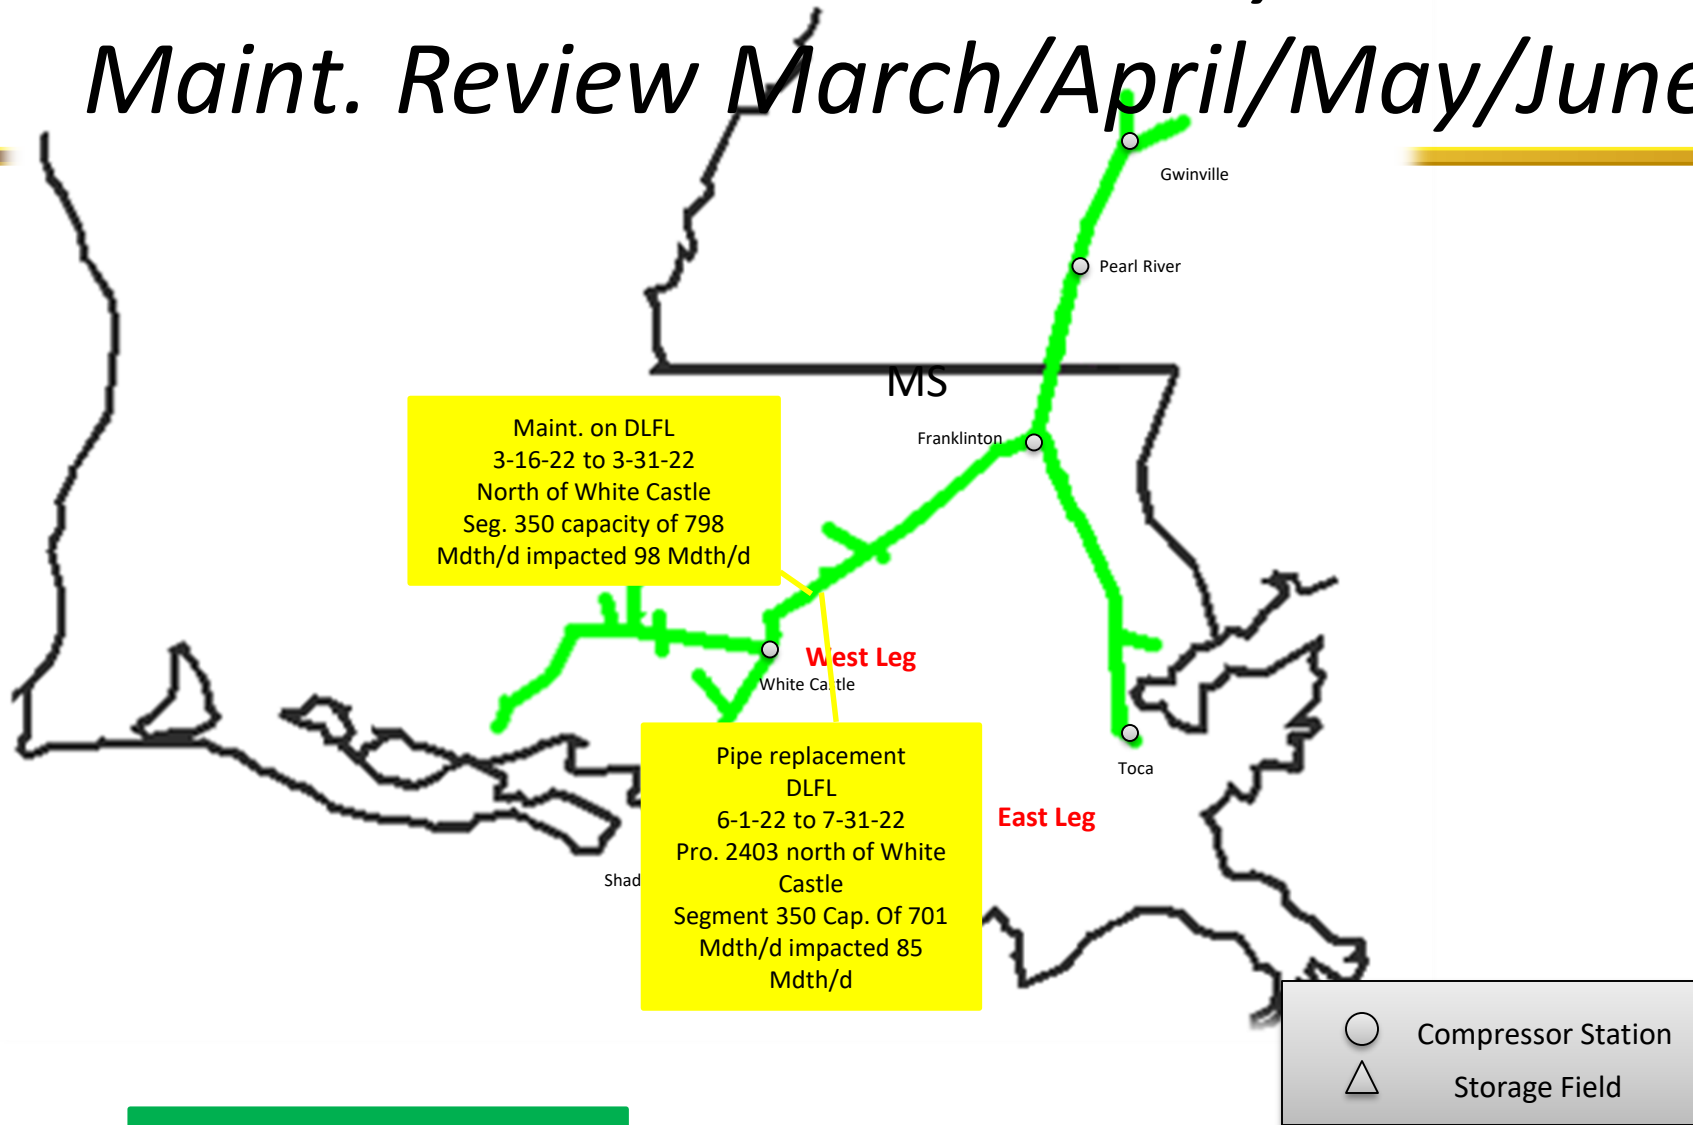 Maint. Review March/April/May/June
Gwinville
Pearl River
MS
Franklinton
Maint. on DLFL
3-16-22 to 3-31-22
North of White Castle
Seg. 350 capacity of 798
Mdth/d impacted 98 Mdth/d
West Leg
White Castle
Toca
Pipe replacement
DLFL
6-1-22 to 7-31-22
Pro. 2403 north of White
Castle
Segment 350 Cap. Of 701
Mdth/d impacted 85
Mdth/d
East Leg
Shad
Compressor Station
Storage Field